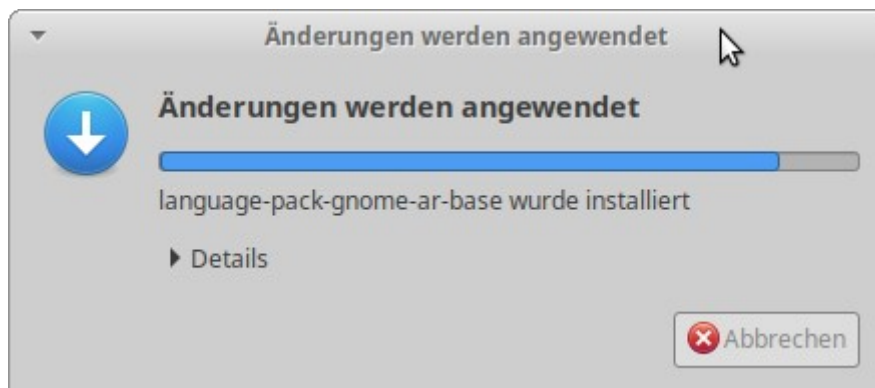 Änderungen werden angewendet
Änderungen werden angewendet
language-pack-gnome-ar-base wurde installiert
Details
Abbrechen